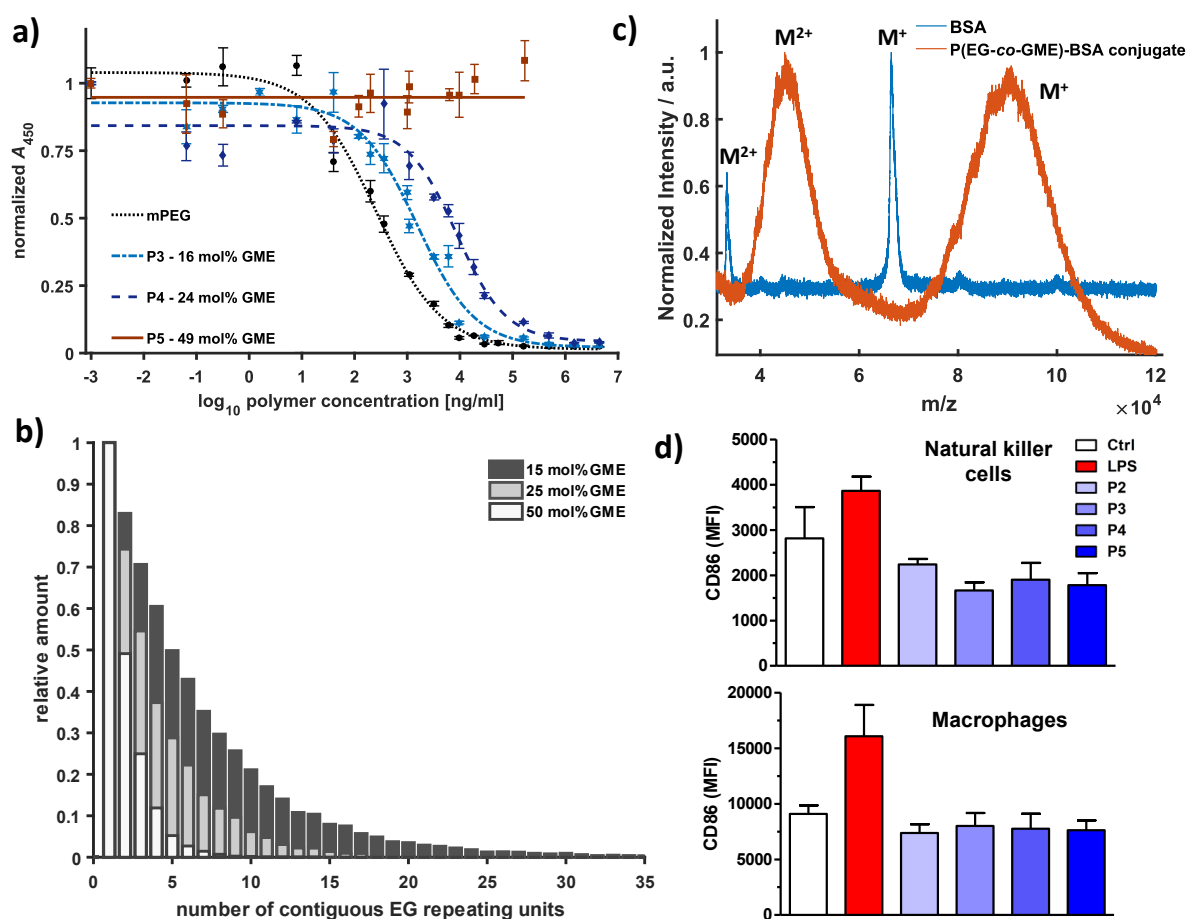 a)
normalized A450
1
0.75
0.5
0.25
0
mPEG
P3 - 16 mol% GME
P4 - 24 mol% GME
P5 - 49 mol% GME
-3 -2 -1 0 1 2 3 4 5 6 7
log10 polymer concentration [ng/ml]
b)
relative amount
1
0.9
0.8
0.7
0.6
0.5
0.4
0.3
0.2
0.1
0
15 mol% GME
25 mol% GME
50 mol% GME
0 5 10 15 20 25 30 35
number of contiguous EG repeating units
c)
BSA
P(EG-co-GME)-BSA conjugate
M2+
M+
M+
M2+
Normalized Intensity / a.u.
1
0.8
0.6
0.4
0.2
4 6 8 10 12
m/z
× 10^4
d)
Natural killer
cells
Ctrl
LPS
P2
P3
P4
P5
CD86 (MFI)
5000
4000
3000
2000
1000
0
Macrophages
CD86 (MFI)
20000
15000
10000
5000
0